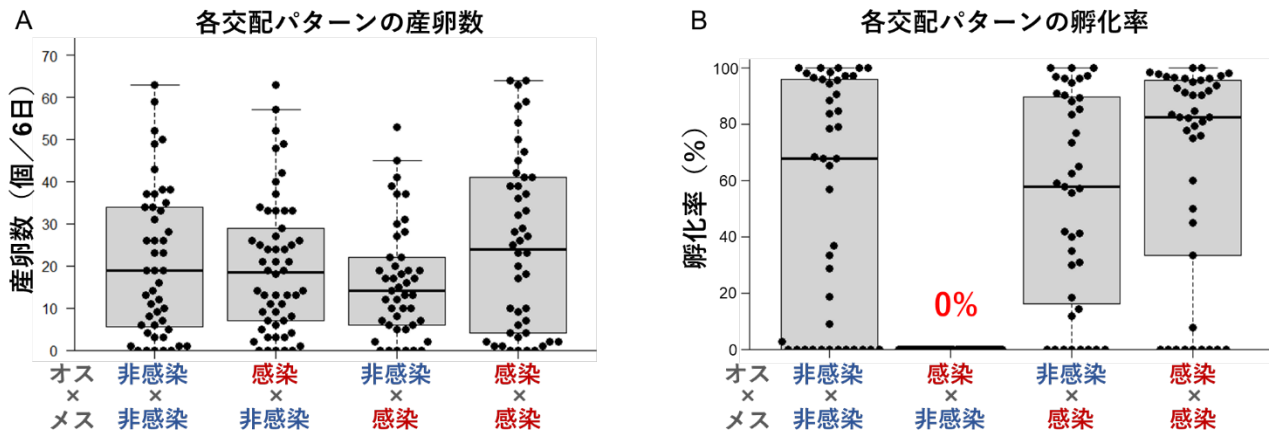 A
各交配パターンの産卵数
産卵数（個／6日）
70
60
50
40
30
20
10
0
オス 非感染 感染 非感染 感染
× × × × ×
メス 非感染 非感染 感染 感染
B
各交配パターンの孵化率
孵化率（%）
100
80
60
40
20
0
0%
オス 非感染 感染 非感染 感染
× × × × ×
メス 非感染 非感染 感染 感染